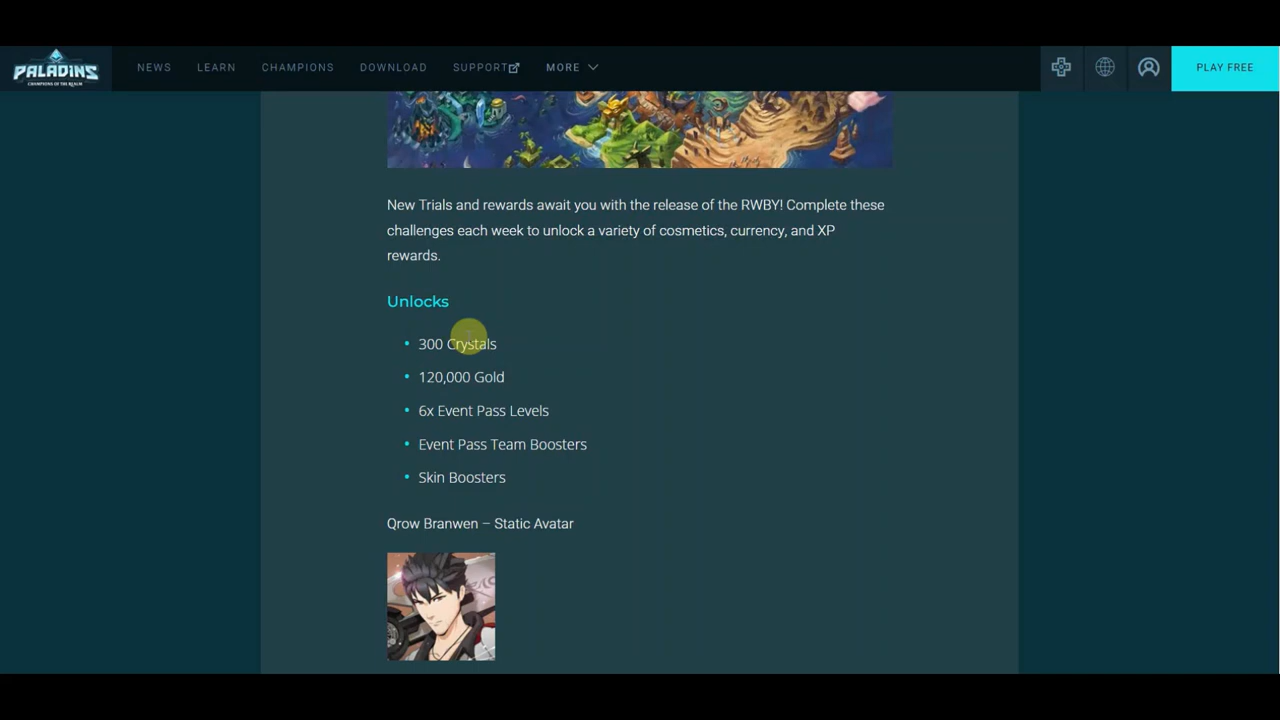 PALADINS
CHAMPIONS OF THE REALM
NEWS LEARN CHAMPIONS DOWNLOAD SUPPORT MORE
PLAY FREE
New Trials and rewards await you with the release of the RWBY! Complete these
challenges each week to unlock a variety of cosmetics, currency, and XP
rewards.
Unlocks
• 300 Crystals
• 120,000 Gold
• 6x Event Pass Levels
• Event Pass Team Boosters
• Skin Boosters
Qrow Branwen – Static Avatar